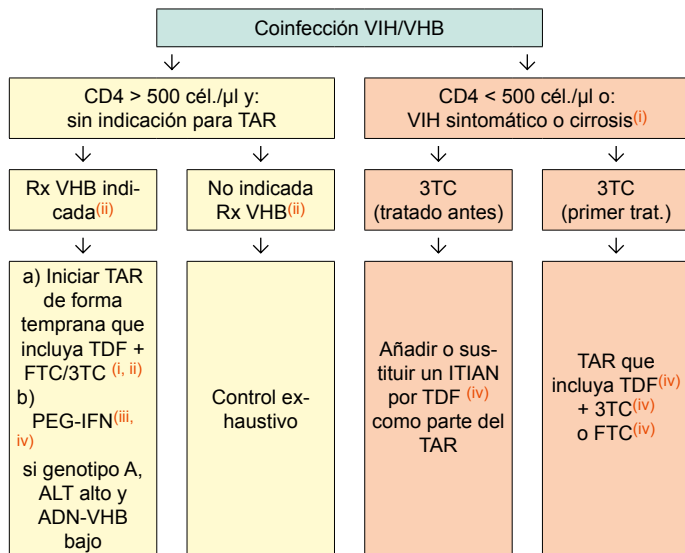 Coinfección VIH/VHB
CD4 > 500 cél./μl y:
sin indicación para TAR
CD4 < 500 cél./μl o:
VIH sintomático o cirrosis(i)
Rx VHB indi-
cada(ii)
No indicada
Rx VHB(ii)
3TC
(tratado antes)
3TC
(primer trat.)
a) Iniciar TAR
de forma
temprana que
incluya TDF +
FTC/3TC (i, ii)
b)
PEG-IFN(iii,
iv)
si genotipo A,
ALT alto y
ADN-VHB
bajo
Control ex-
haustivo
Añadir o sus-
tituir un ITIAN
por TDF (iv)
como parte del
TAR
TAR que
incluya TDF(iv)
+ 3TC(iv)
o FTC(iv)